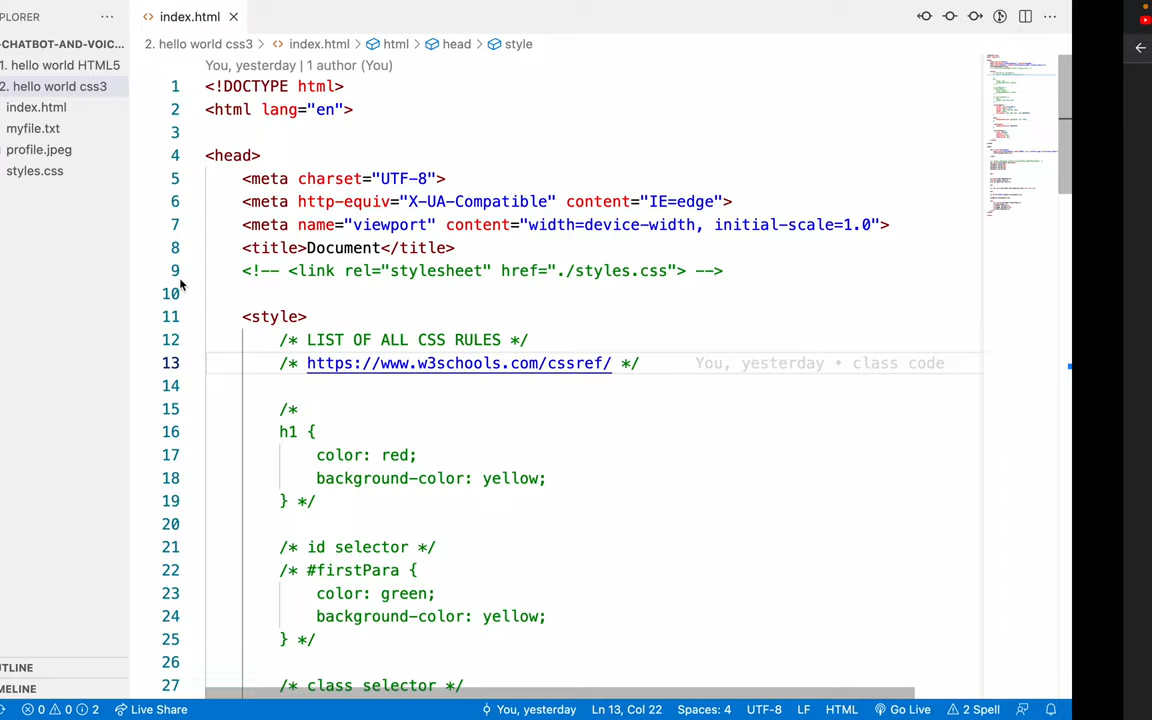 PLORER
index.html
-CHATBOT-AND-VOIC...
1. hello world HTML5
2. hello world css3
index.html
myfile.txt
profile.jpeg
styles.css
UTLINE
MELINE
2. hello world css3 > index.html > html > head > style
You, yesterday | 1 author (You)
1 <!DOCTYPE html>
2 <html lang="en">
3
4 <head>
5 <meta charset="UTF-8">
6 <meta http-equiv="X-UA-Compatible" content="IE=edge">
7 <meta name="viewport" content="width=device-width, initial-scale=1.0">
8 <title>Document</title>
9 <!-- <link rel="stylesheet" href="./styles.css"> -->
10
11 <style>
12 /* LIST OF ALL CSS RULES */
13 /* https://www.w3schools.com/cssref/ */ You, yesterday • class code
14
15 /*
16 h1 {
17 color: red;
18 background-color: yellow;
19 } */
20
21 /* id selector */
22 /* #firstPara {
23 color: green;
24 background-color: yellow;
25 } */
26
27 /* class selector */
0 0 2 Live Share You, yesterday Ln 13, Col 22 Spaces: 4 UTF-8 LF HTML Go Live 2 Spell